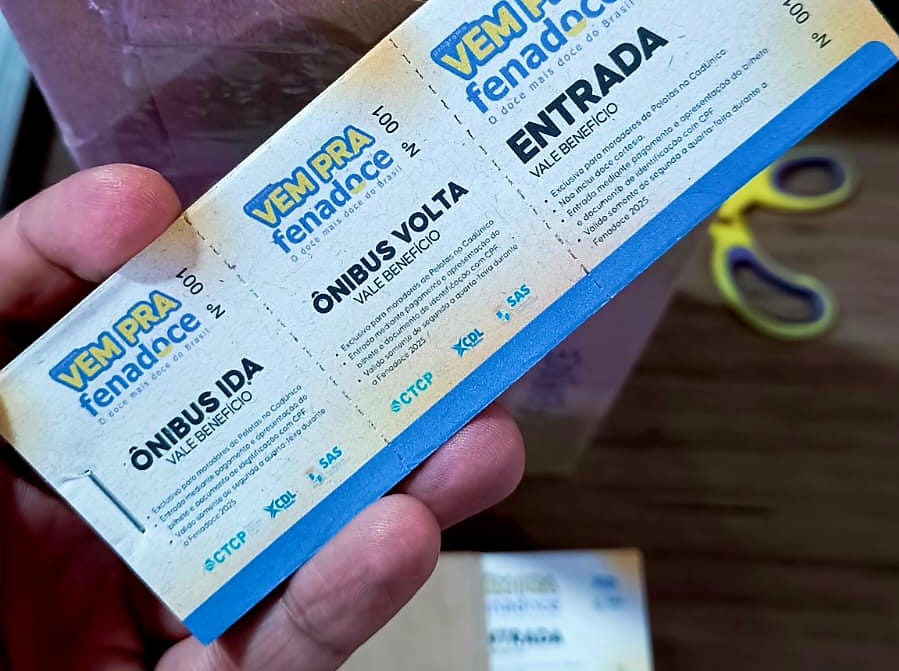 VEM PRA
fenadoce
O doce mais doce do Brasil
Nº 001
ÔNIBUS IDA
VALE BENEFÍCIO
Exclusivo para moradores de Pelotas no CadÚnico
• Entrada mediante pagamento e apresentação do
bilhete e documento de identificação com CPF
• Valido somente de segunda a quarta-feira durante
a Fenadoce 2025
CTCP
CDL
SAS
VEM PRA
fenadoce
O doce mais doce do Brasil
Nº 001
ÔNIBUS VOLTA
VALE BENEFÍCIO
• Exclusivo para moradores de Pelotas no CadÚnico
• Entrada mediante pagamento e apresentação do
bilhete e documento de identificação com CPF
• Valido somente de segunda a quarta-feira durante
a Fenadoce 2025
CTCP
CDL
SAS
Programa
VEM PRA
fenadoce
O doce mais doce do Brasil
Nº 001
ENTRADA
VALE BENEFÍCIO
Exclusivo para moradores de Pelotas no CadÚnico
• Não inclui doce cortesia.
• Entrada mediante pagamento e apresentação do bilhete
e documento de identificação com CPF
• Valido somente de segunda a quarta-feira durante a
Fenadoce 2025
ENTRADA